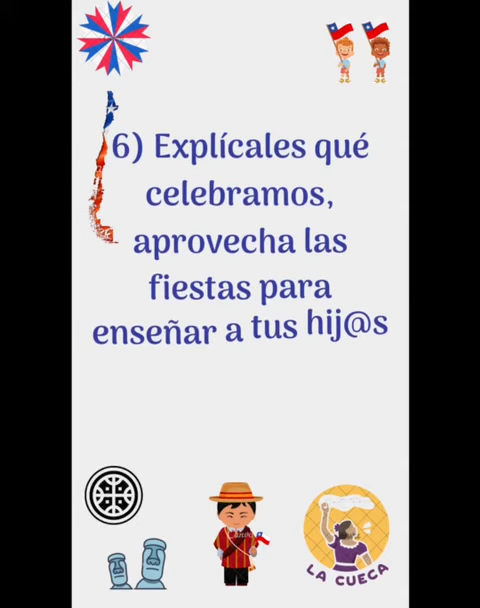 6) Explícales qué
celebramos,
aprovecha las
fiestas para
enseñar a tus hij@s
LA CUECA